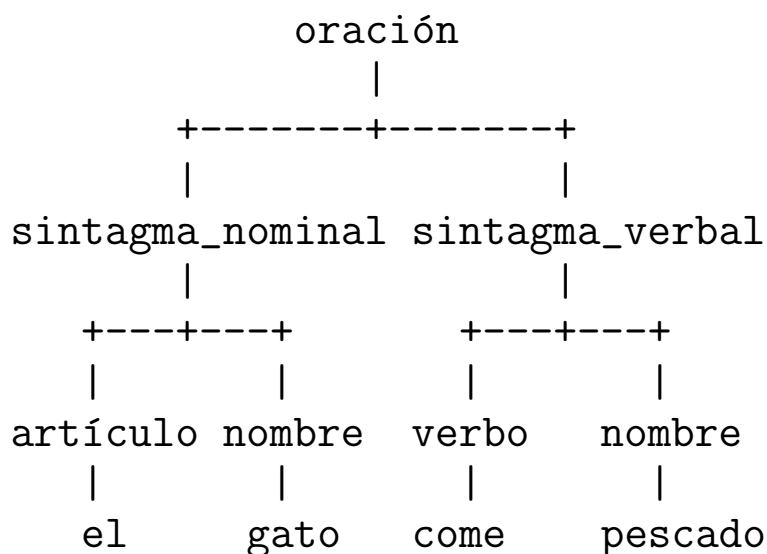 oración
|
+-------+-------+
| |
sintagma_nominal sintagma_verbal
| |
+---+---+ +---+---+
| | | |
artículo nombre verbo nombre
| | | |
el gato come pescado